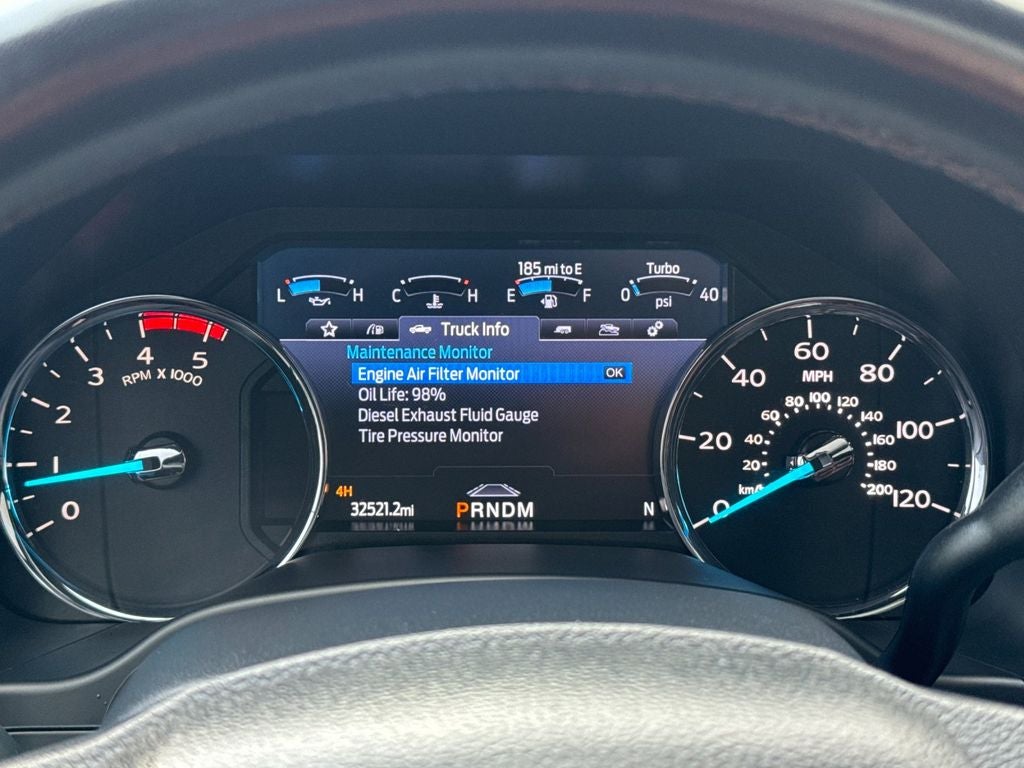 185 mi to E
Turbo
L H C H E F 0 psi 40
Truck Info
Maintenance Monitor
Engine Air Filter Monitor OK
Oil Life: 98%
Diesel Exhaust Fluid Gauge
Tire Pressure Monitor
4H
32521.2mi PRNDM N
0 1 2 3 4 5
RPM X 1000
0 20 40 60 80 100 120
MPH
20 40 60 80 100 120 140 160 180 200